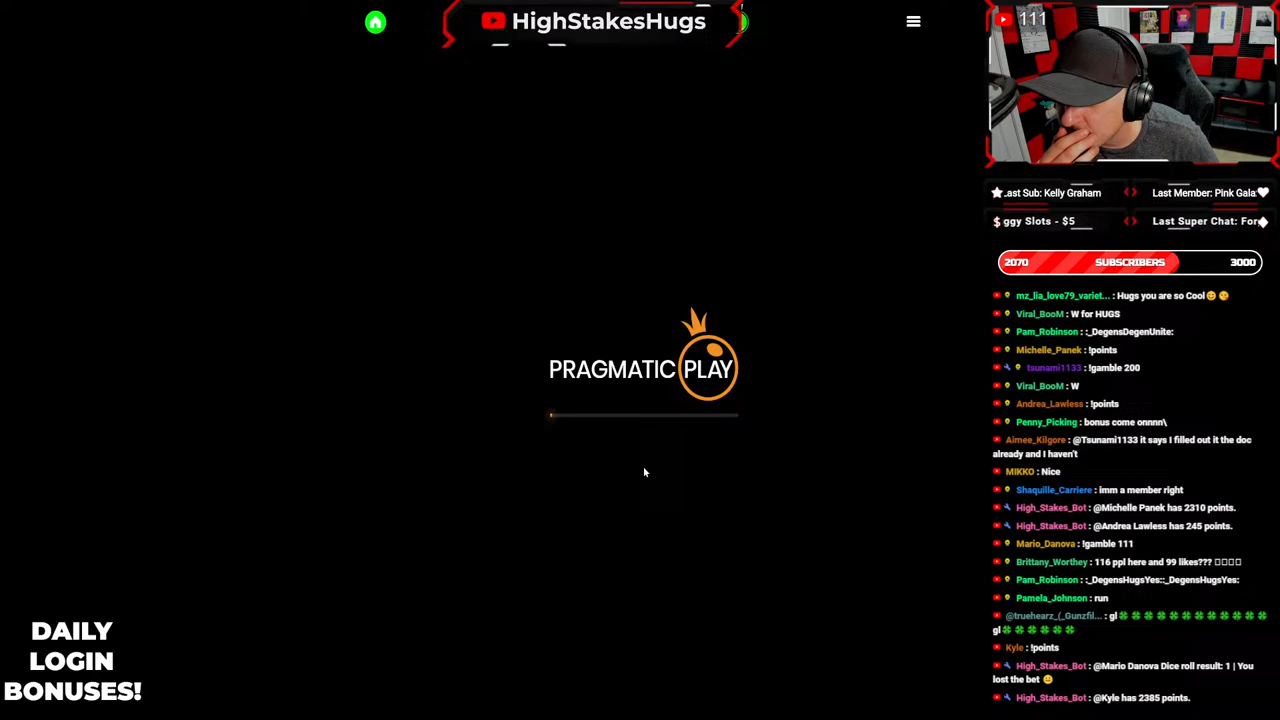 HighStakesHugs
111
Last Sub: Kelly Graham
Last Member: Pink Gala
ggy Slots - $5
Last Super Chat: For
2070 SUBSCRIBERS 3000
mz_lia_love79_variet... : Hugs you are so Cool😊😘
Viral_BooM : W for HUGS
Pam_Robinson : :_DegensDegenUnite:
Michelle_Panek : !points
tsunami1133 : !gamble 200
Viral_BooM : W
Andrea_Lawless : !points
Penny_Picking : bonus come onnnn\
Aimee_Kilgore : @Tsunami1133 it says I filled out it the doc
already and I haven't
MIKKO : Nice
Shaquille_Carriere : imm a member right
High_Stakes_Bot : @Michelle Panek has 2310 points.
High_Stakes_Bot : @Andrea Lawless has 245 points.
Mario_Danova : !gamble 111
Brittany_Worthey : 116 ppl here and 99 likes??? □□□□
Pam_Robinson : :_DegensHugsYes::_DegensHugsYes:
Pamela_Johnson : run
@truehearz_(_Gunzfil... : gl🍀🍀🍀🍀🍀🍀🍀🍀🍀🍀🍀🍀
gl🍀🍀🍀🍀🍀🍀
Kyle : !points
High_Stakes_Bot : @Mario Danova Dice roll result: 1 | You
lost the bet 😐
High_Stakes_Bot : @Kyle has 2385 points.
PRAGMATIC PLAY
DAILY
LOGIN
BONUSES!